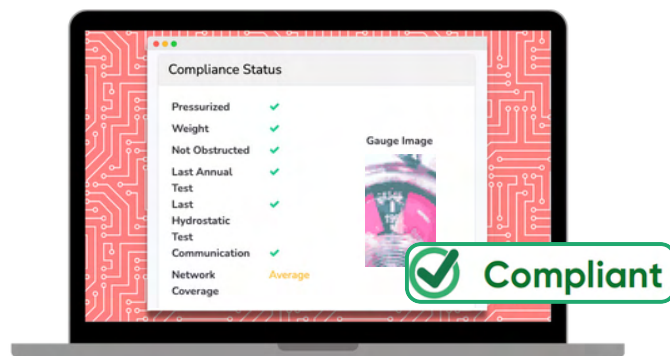 Compliance Status
Pressurized
Weight
Not Obstructed
Last Annual
Test
Last
Hydrostatic
Test
Communication
Network
Coverage
Average
Gauge Image
Compliant